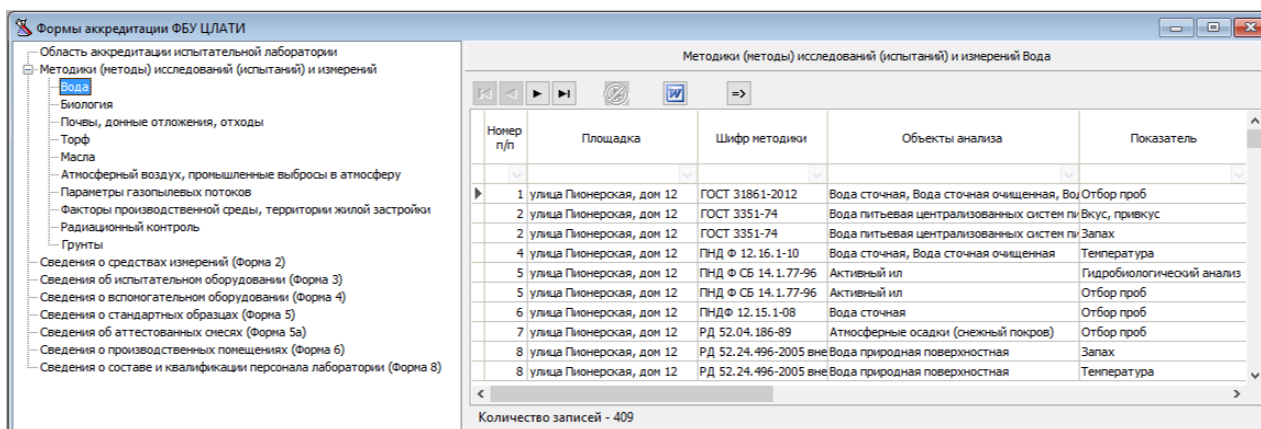 Формы аккредитации ФБУ ЦЛАТИ
Область аккредитации испытательной лаборатории
Методики (методы) исследований (испытаний) и измерений
Вода
Биология
Почвы, донные отложения, отходы
Торф
Масла
Атмосферный воздух, промышленные выбросы в атмосферу
Параметры газопылевых потоков
Факторы производственной среды, территории жилой застройки
Радиационный контроль
Грунты
Сведения о средствах измерений (Форма 2)
Сведения об испытательном оборудовании (Форма 3)
Сведения о вспомогательном оборудовании (Форма 4)
Сведения о стандартных образцах (Форма 5)
Сведения об аттестованных смесях (Форма 5а)
Сведения о производственных помещениях (Форма 6)
Сведения о составе и квалификации персонала лаборатории (Форма 8)
Методики (методы) исследований (испытаний) и измерений Вода
=>
Номер п/п Площадка Шифр методики Объекты анализа Показатель
1 улица Пионерская, дом 12 ГОСТ 31861-2012 Вода сточная, Вода сточная очищенная, Вод Отбор проб
2 улица Пионерская, дом 12 ГОСТ 3351-74 Вода питьевая централизованных систем пи Вкус, привкус
2 улица Пионерская, дом 12 ГОСТ 3351-74 Вода питьевая централизованных систем пи Запах
4 улица Пионерская, дом 12 ПНД Ф 12.16.1-10 Вода сточная, Вода сточная очищенная Температура
5 улица Пионерская, дом 12 ПНД Ф СБ 14.1.77-96 Активный ил Гидробиологический анализ
5 улица Пионерская, дом 12 ПНД Ф СБ 14.1.77-96 Активный ил Отбор проб
6 улица Пионерская, дом 12 ПНДФ 12.15.1-08 Вода сточная Отбор проб
7 улица Пионерская, дом 12 РД 52.04.186-89 Атмосферные осадки (снежный покров) Отбор проб
8 улица Пионерская, дом 12 РД 52.24.496-2005 вне Вода природная поверхностная Запах
8 улица Пионерская, дом 12 РД 52.24.496-2005 вне Вода природная поверхностная Температура
Количество записей - 409